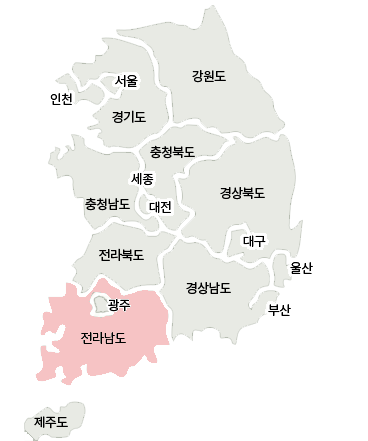 강원도
서울
인천
경기도
충청북도
세종
경상북도
충청남도
대전
대구
전라북도
울산
경상남도
광주
부산
전라남도
제주도